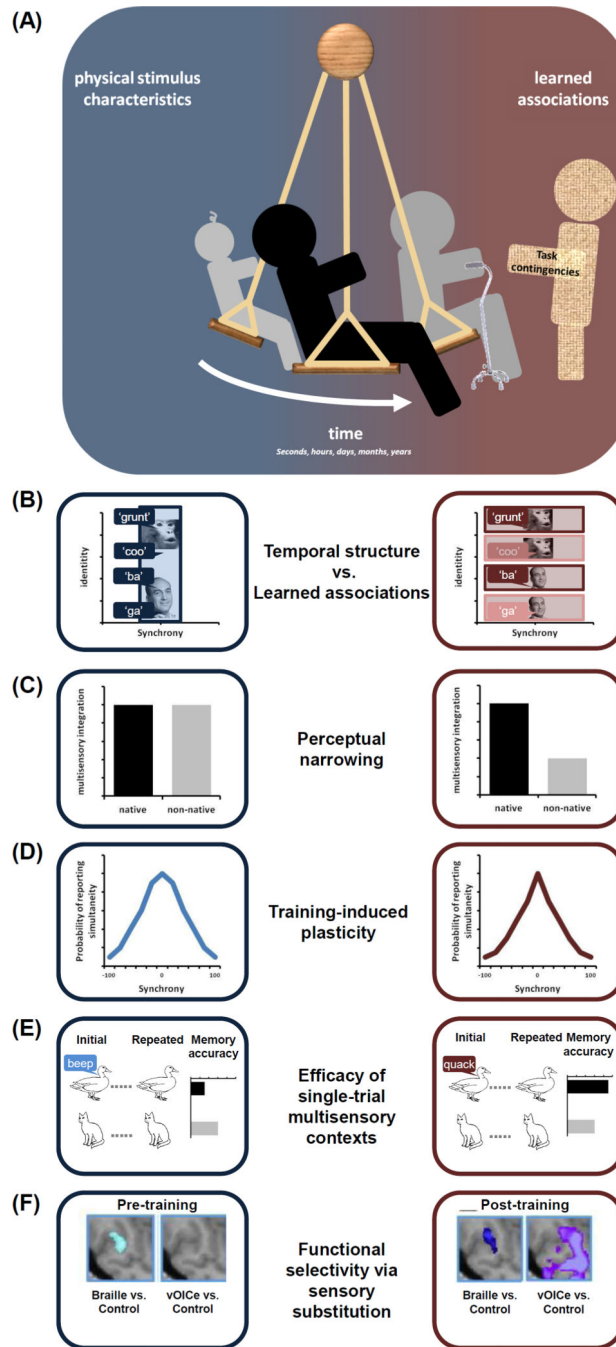 (A)
physical stimulus
characteristics
learned
associations
Task
contingencies
time
Seconds, hours, days, months, years
(B)
identitity
'grunt'
'coo'
'ba'
'ga'
Synchrony
Temporal structure
vs.
Learned associations
identitity
'grunt'
'coo'
'ba'
'ga'
Synchrony
(C)
multisensory integration
native
non-native
Perceptual
narrowing
multisensory integration
native
non-native
(D)
Probability of reporting
simultaneity
-100
0
100
Synchrony
Training-induced
plasticity
Probability of reporting
simultaneity
-100
0
100
Synchrony
(E)
Initial
Repeated
Memory
accuracy
beep
Efficacy of
single-trial
multisensory
contexts
Initial
Repeated
Memory
accuracy
quack
(F)
Pre-training
Braille vs.
Control
vOICe vs.
Control
Functional
selectivity via
sensory
substitution
__ Post-training
Braille vs.
Control
vOICe vs.
Control